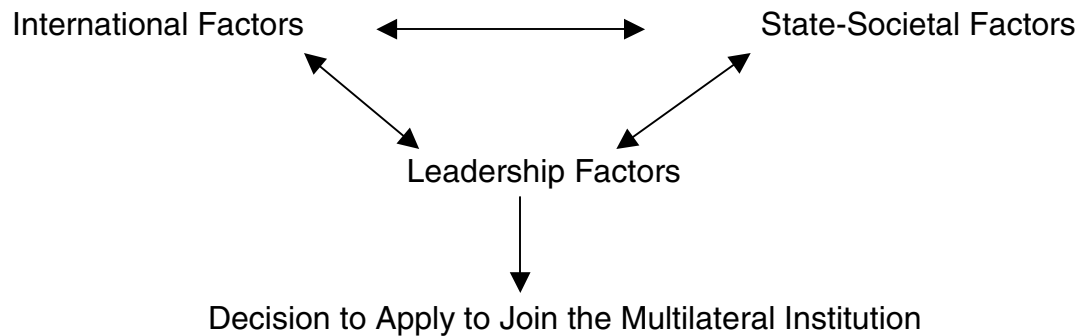 International Factors State-Societal Factors
Leadership Factors
Decision to Apply to Join the Multilateral Institution